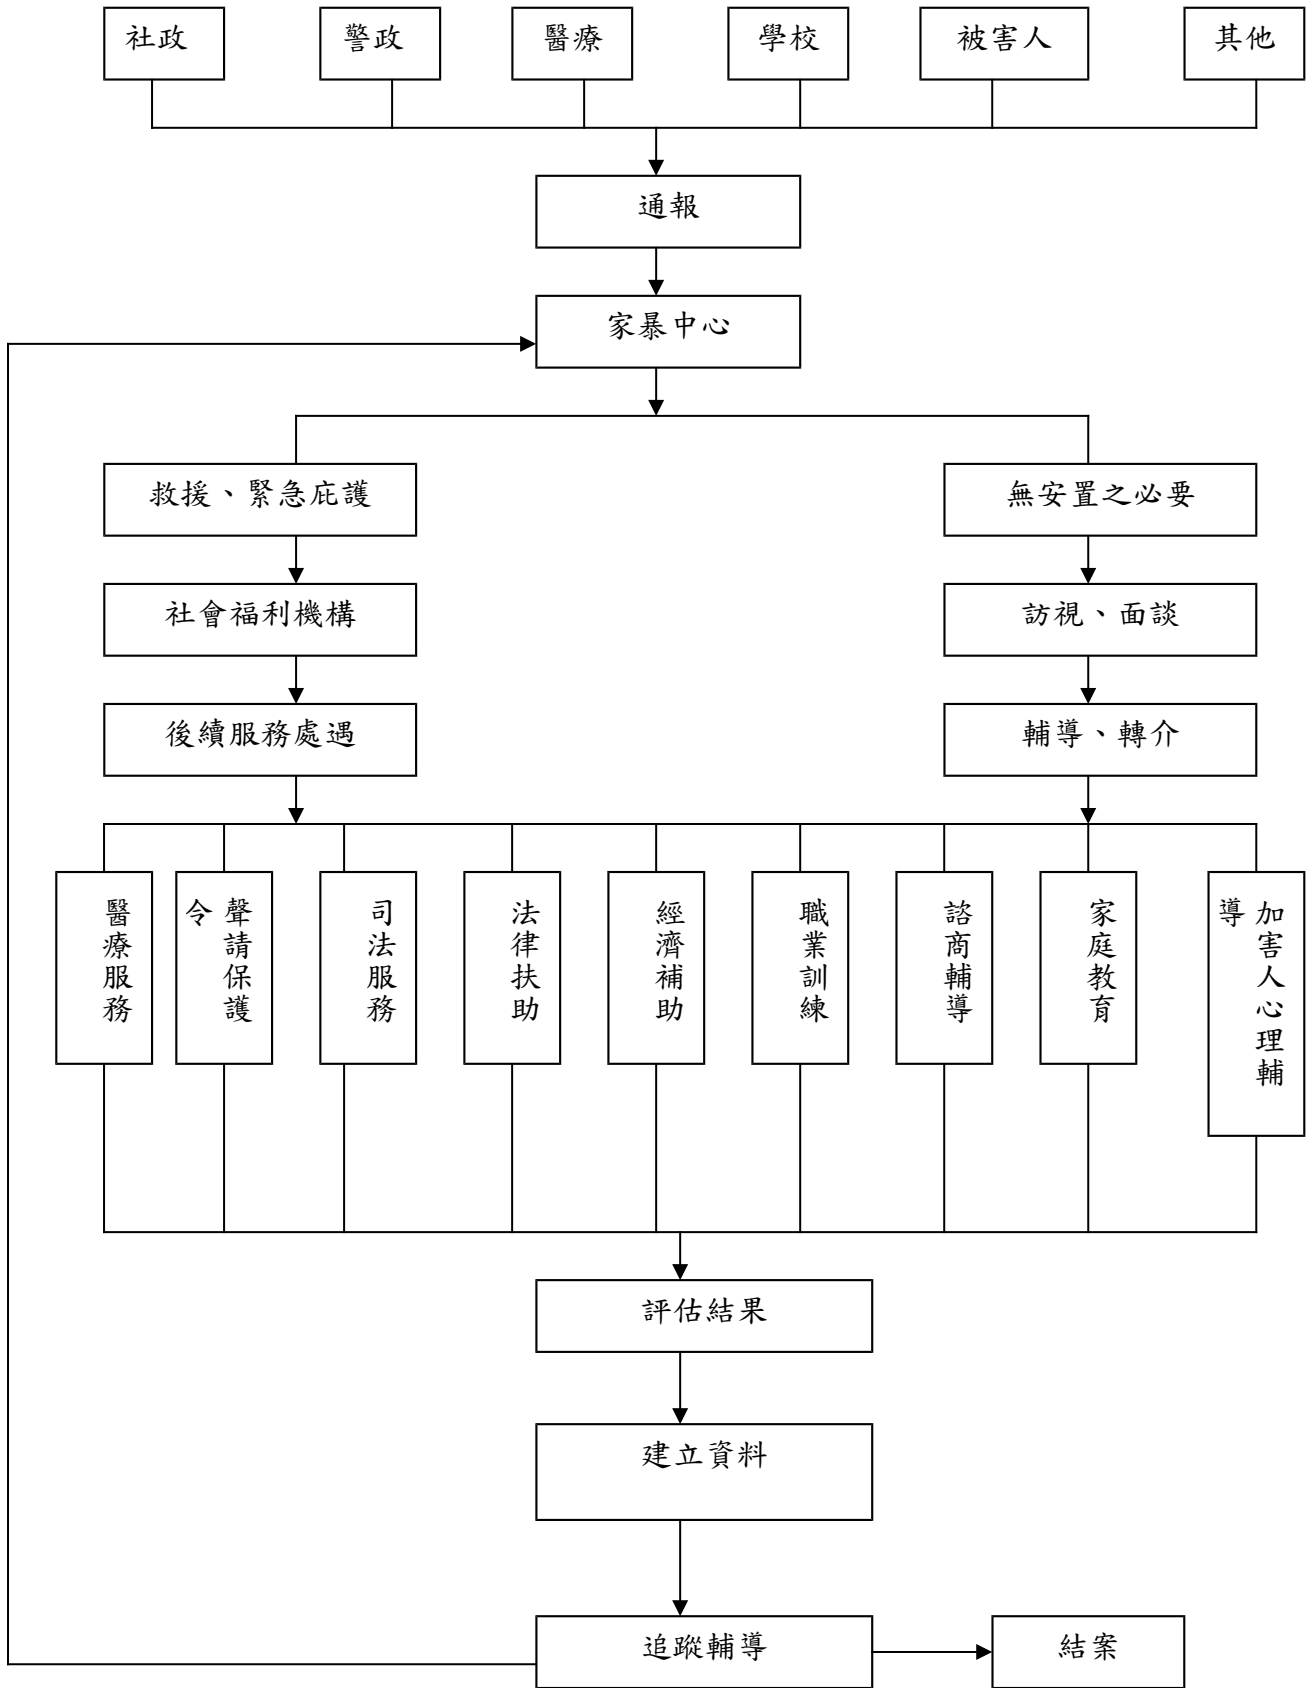 社政
警政
醫療
學校
被害人
其他
通報
家暴中心
救援、緊急庇護
無安置之必要
社會福利機構
訪視、面談
後續服務處遇
輔導、轉介
醫療服務
聲請保護
令
司法服務
法律扶助
經濟補助
職業訓練
諮商輔導
家庭教育
加害人心理輔
導
評估結果
建立資料
追蹤輔導
結案